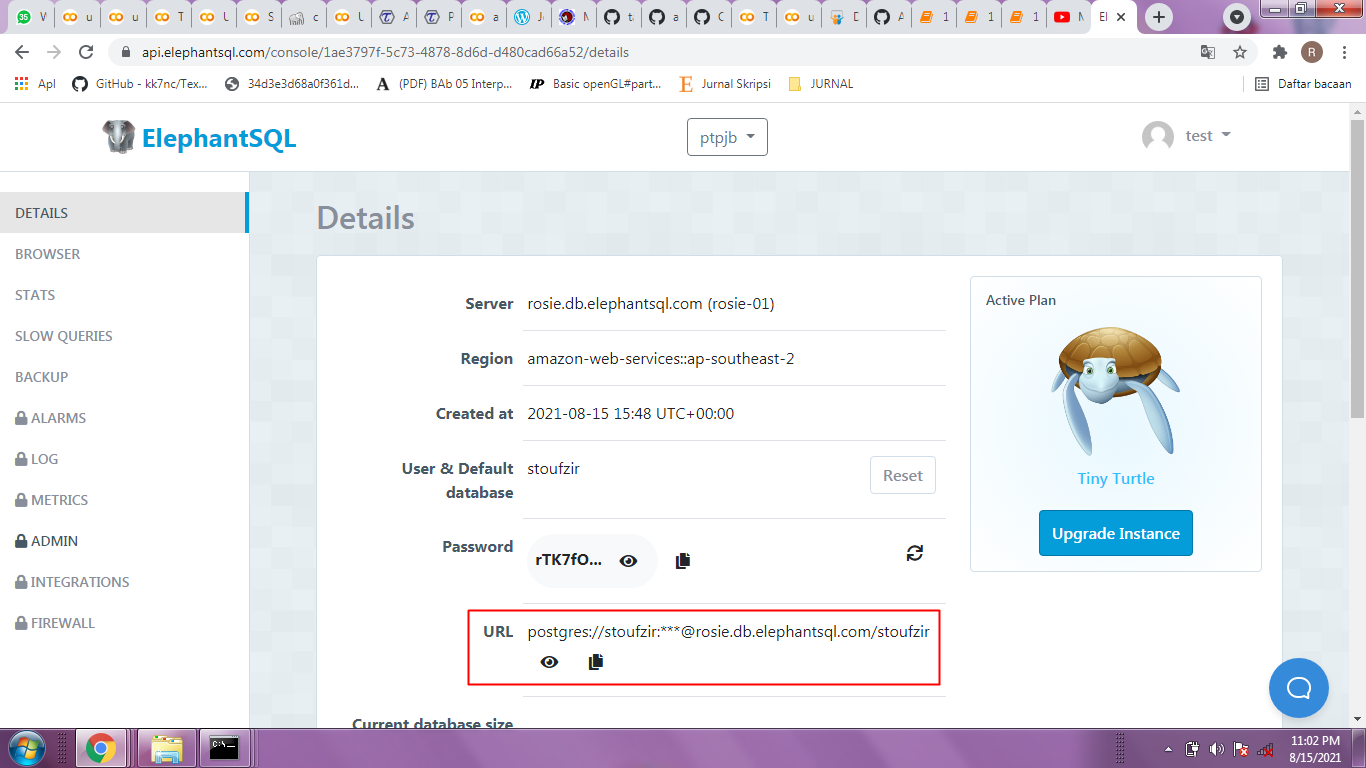 35 W u u T U S c U A P a J M t a C T u D A 1 1 1 M El
api.elephantsql.com/console/1ae3797f-5c73-4878-8d6d-d480cad66a52/details
R
Apl GitHub - kk7nc/Tex... 34d3e3d68a0f361d... (PDF) BAb 05 Interp... IP Basic openGL#part... Jurnal Skripsi JURNAL Daftar bacaan
ElephantSQL ptpjb test
DETAILS
BROWSER
STATS
SLOW QUERIES
BACKUP
ALARMS
LOG
METRICS
ADMIN
INTEGRATIONS
FIREWALL
Details
Server rosie.db.elephantsql.com (rosie-01)
Region amazon-web-services::ap-southeast-2
Created at 2021-08-15 15:48 UTC+00:00
User & Default stoufzir Reset
database
Password rTK7fO...
URL postgres://stoufzir:***@rosie.db.elephantsql.com/stoufzir
Current database size
Active Plan
Tiny Turtle
Upgrade Instance
C:\_
11:02 PM
8/15/2021